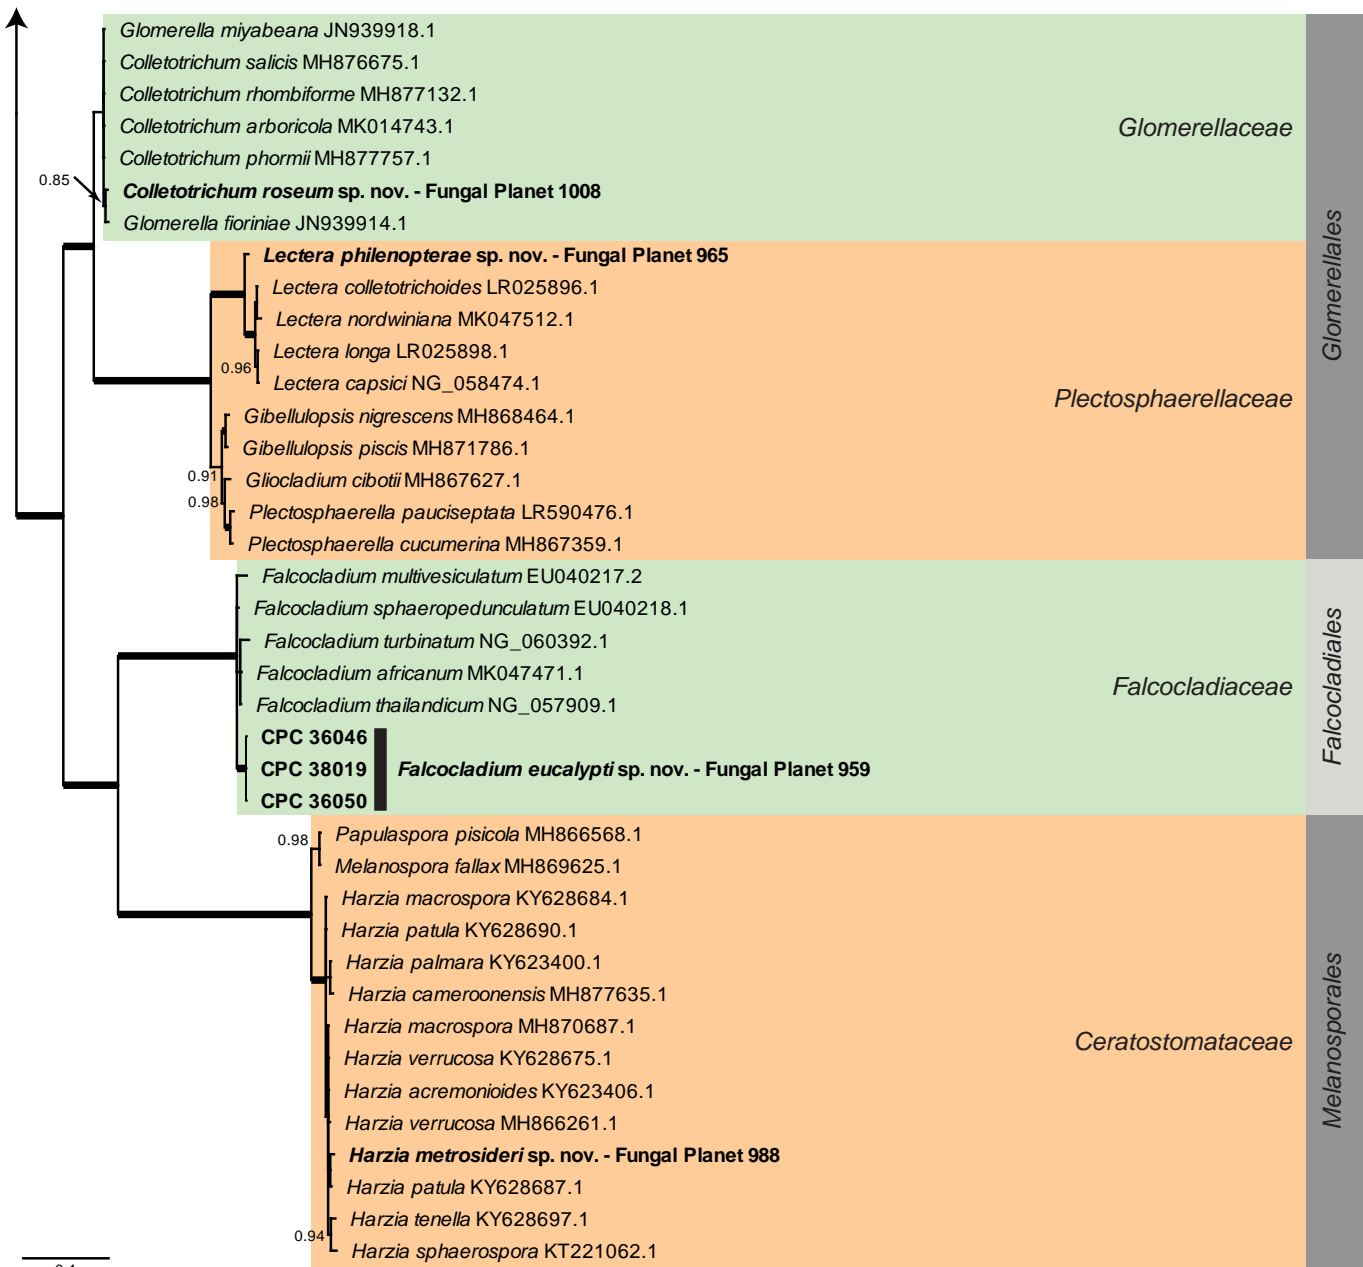 Glomerella miyabeana JN939918.1
Colletotrichum salicis MH876675.1
Colletotrichum rhombiforme MH877132.1
Colletotrichum arboricola MK014743.1
Glomerellaceae
Colletotrichum phormii MH877757.1
0.85
Colletotrichum roseum sp. nov. - Fungal Planet 1008
Glomerella fioriniae JN939914.1
Glomerellales
Lectera philenopterae sp. nov. - Fungal Planet 965
Lectera colletotrichoides LR025896.1
Lectera nordwiniana MK047512.1
Lectera longa LR025898.1
0.96
Lectera capsici NG_058474.1
Plectosphaerellaceae
Gibellulopsis nigrescens MH868464.1
Gibellulopsis piscis MH871786.1
0.91
Gliocladium cibotii MH867627.1
0.98
Plectosphaerella pauciseptata LR590476.1
Plectosphaerella cucumerina MH867359.1
Falcocladium multivesiculatum EU040217.2
Falcocladium sphaeropedunculatum EU040218.1
Falcocladium turbinatum NG_060392.1
Falcocladium africanum MK047471.1
Falcocladiaceae
Falcocladiales
Falcocladium thailandicum NG_057909.1
CPC 36046
CPC 38019
Falcocladium eucalypti sp. nov. - Fungal Planet 959
CPC 36050
0.98
Papulaspora pisicola MH866568.1
Melanospora fallax MH869625.1
Harzia macrospora KY628684.1
Harzia patula KY628690.1
Harzia palmara KY623400.1
Harzia cameroonensis MH877635.1
Harzia macrospora MH870687.1
Ceratostomataceae
Melanosporales
Harzia verrucosa KY628675.1
Harzia acremonioides KY623406.1
Harzia verrucosa MH866261.1
Harzia metrosideri sp. nov. - Fungal Planet 988
Harzia patula KY628687.1
Harzia tenella KY628697.1
0.94
Harzia sphaerospora KT221062.1